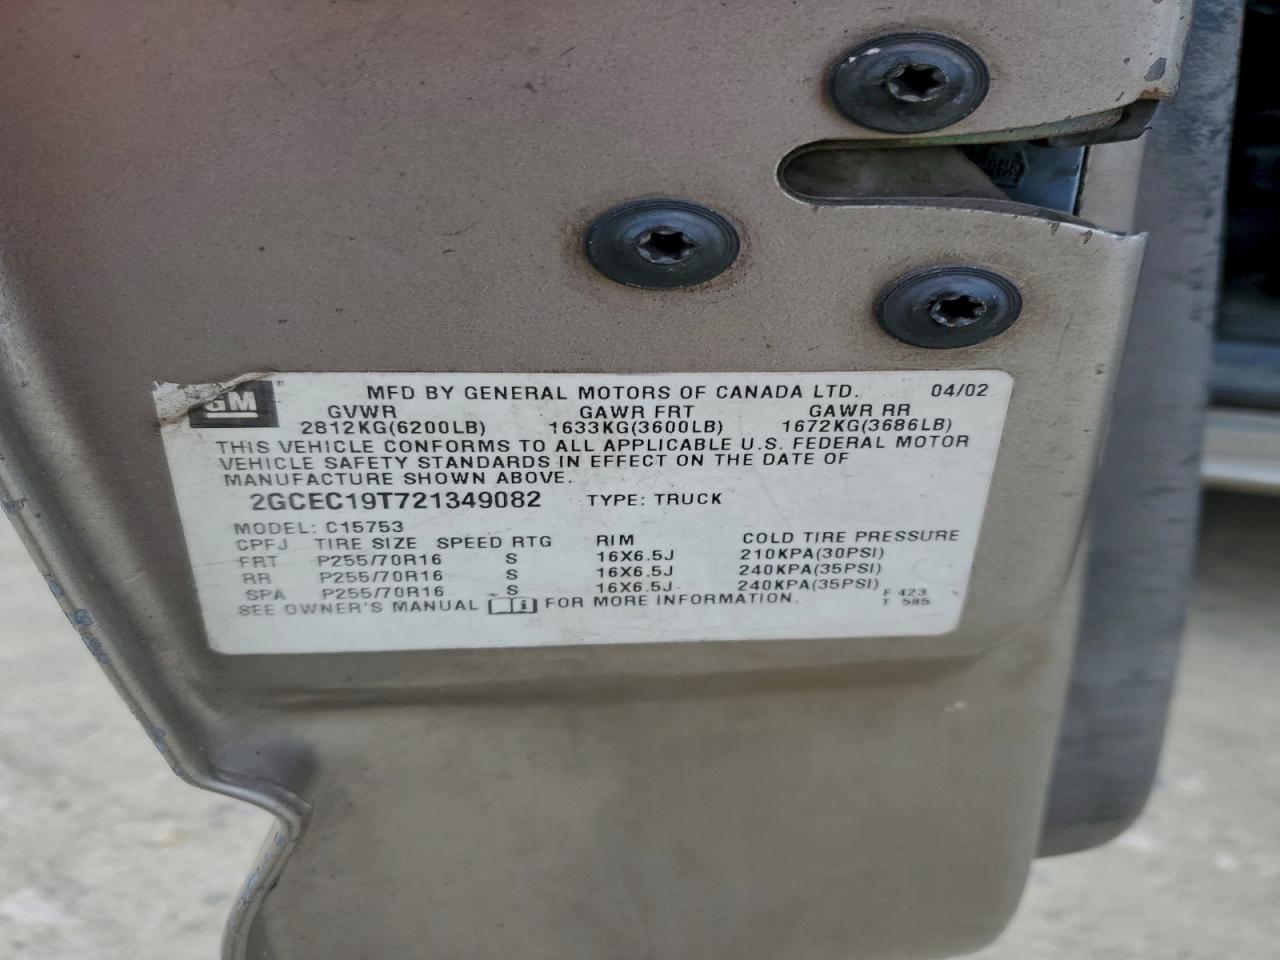 GM MFD BY GENERAL MOTORS OF CANADA LTD. 04/02
GVWR GAWR FRT GAWR RR
2812KG(6200LB) 1633KG(3600LB) 1672KG(3686LB)
THIS VEHICLE CONFORMS TO ALL APPLICABLE U.S. FEDERAL MOTOR
VEHICLE SAFETY STANDARDS IN EFFECT ON THE DATE OF
MANUFACTURE SHOWN ABOVE.
2GCEC19T721349082 TYPE: TRUCK
MODEL: C15753
CPFJ TIRE SIZE SPEED RTG RIM COLD TIRE PRESSURE
FRT P255/70R16 S 16X6.5J 210KPA(30PSI)
RR P255/70R16 S 16X6.5J 240KPA(35PSI)
SPA P255/70R16 S 16X6.5J 240KPA(35PSI)
SEE OWNER'S MANUAL i FOR MORE INFORMATION.
F 423
T 585